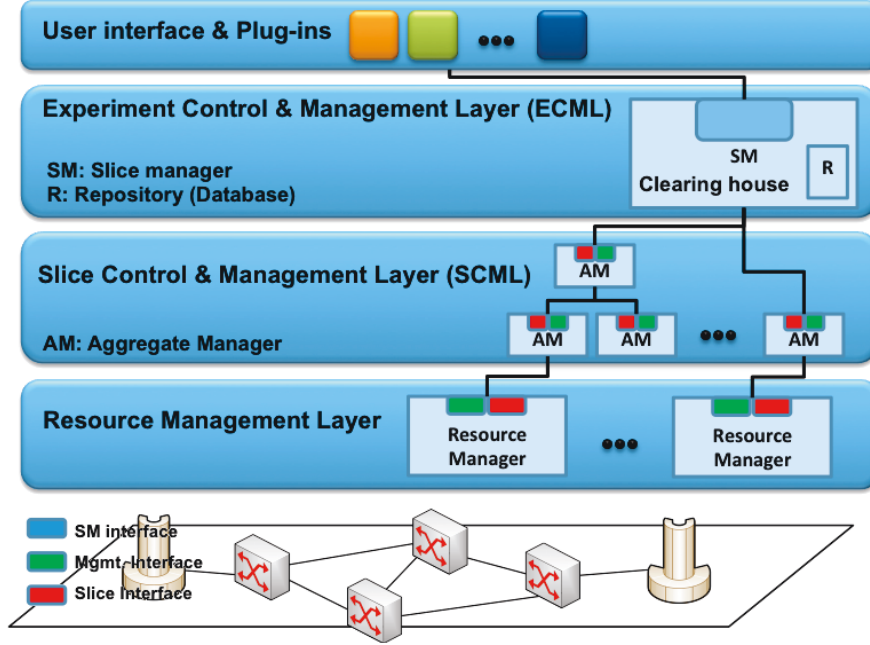 User interface & Plug-ins
Experiment Control & Management Layer (ECML)
SM: Slice manager
R: Repository (Database)
SM
R
Clearing house
Slice Control & Management Layer (SCML)
AM
AM: Aggregate Manager
AM
AM
AM
Resource Management Layer
Resource
Manager
Resource
Manager
SM interface
Mgmt. Interface
Slice Interface